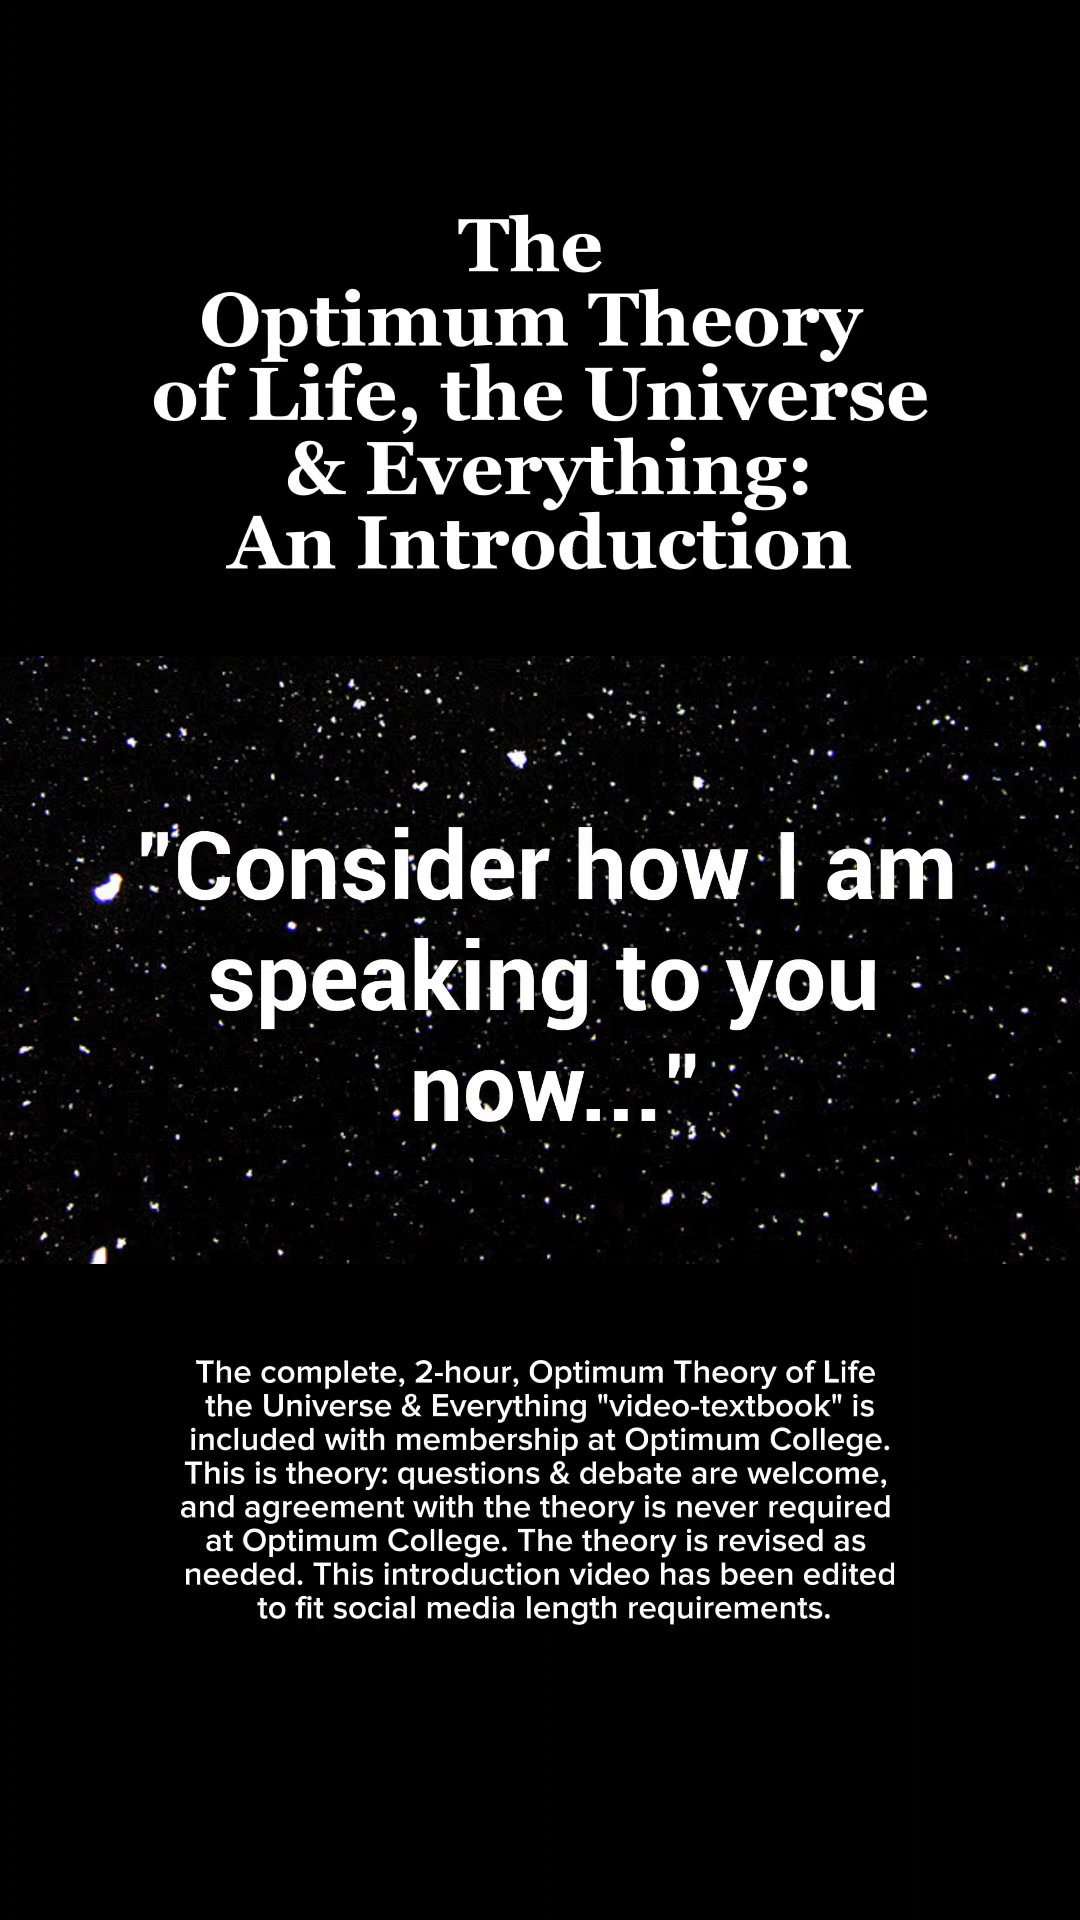 The
Optimum Theory
of Life, the Universe
& Everything:
An Introduction
"Consider how I am
speaking to you
now..."
The complete, 2-hour, Optimum Theory of Life
the Universe & Everything "video-textbook" is
included with membership at Optimum College.
This is theory: questions & debate are welcome,
and agreement with the theory is never required
at Optimum College. The theory is revised as
needed. This introduction video has been edited
to fit social media length requirements.